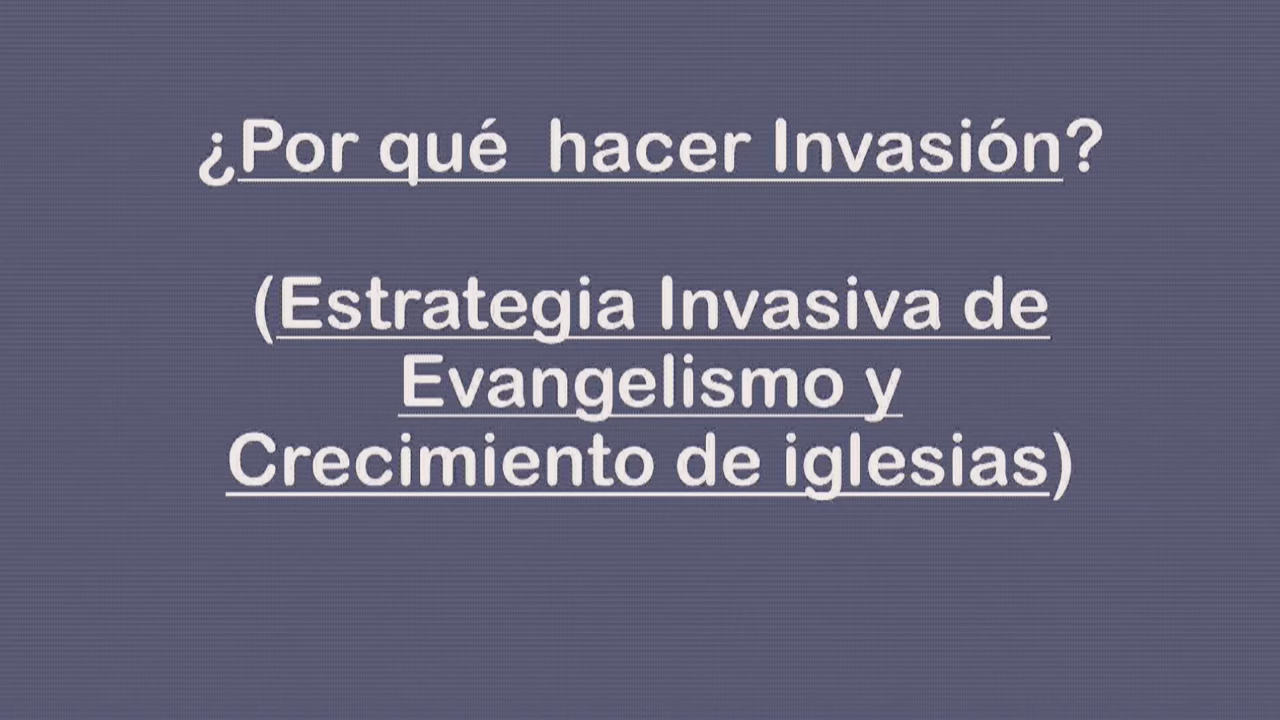 ¿Por qué  hacer Invasión?
(Estrategia Invasiva de
Evangelismo y
Crecimiento de iglesias)